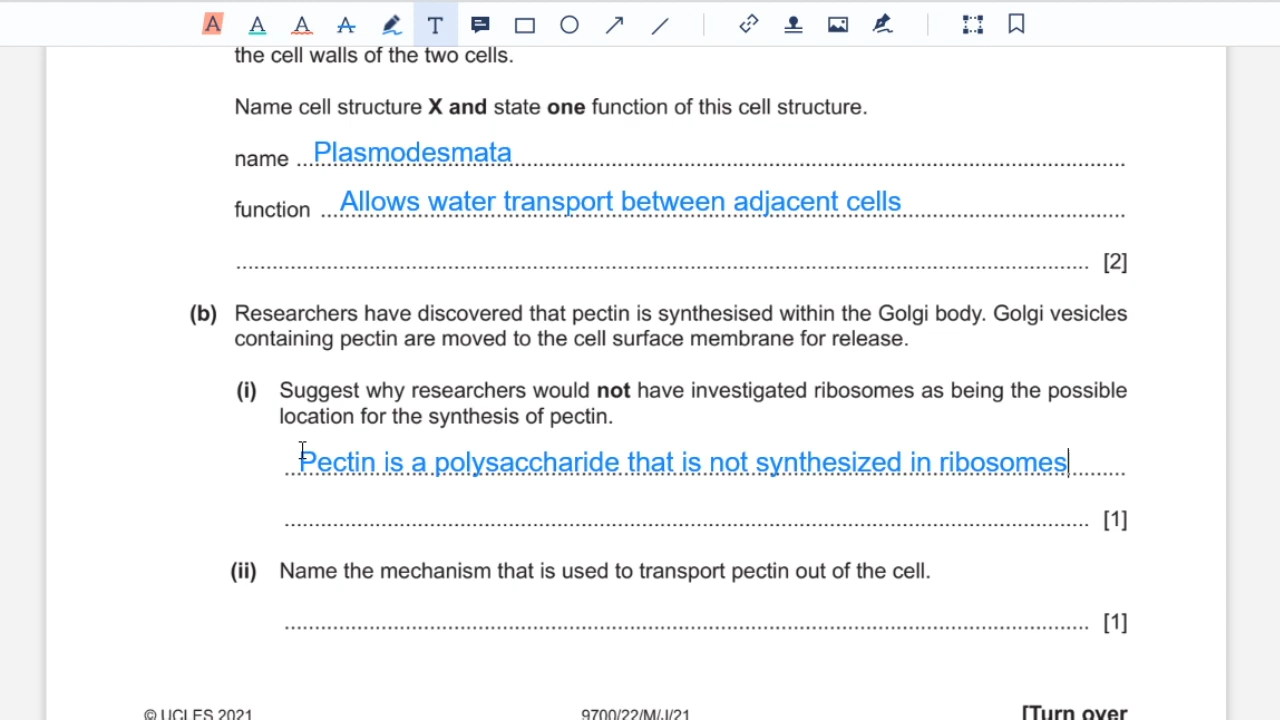 the cell walls of the two cells.
Name cell structure X and state one function of this cell structure.
name ... Plasmodesmata
function ... Allows water transport between adjacent cells
[2]
(b) Researchers have discovered that pectin is synthesised within the Golgi body. Golgi vesicles
containing pectin are moved to the cell surface membrane for release.
(i) Suggest why researchers would not have investigated ribosomes as being the possible
location for the synthesis of pectin.
Pectin is a polysaccharide that is not synthesized in ribosomes
[1]
(ii) Name the mechanism that is used to transport pectin out of the cell.
[1]
© UCLES 2021 9700/22/M/J/21 [Turn over